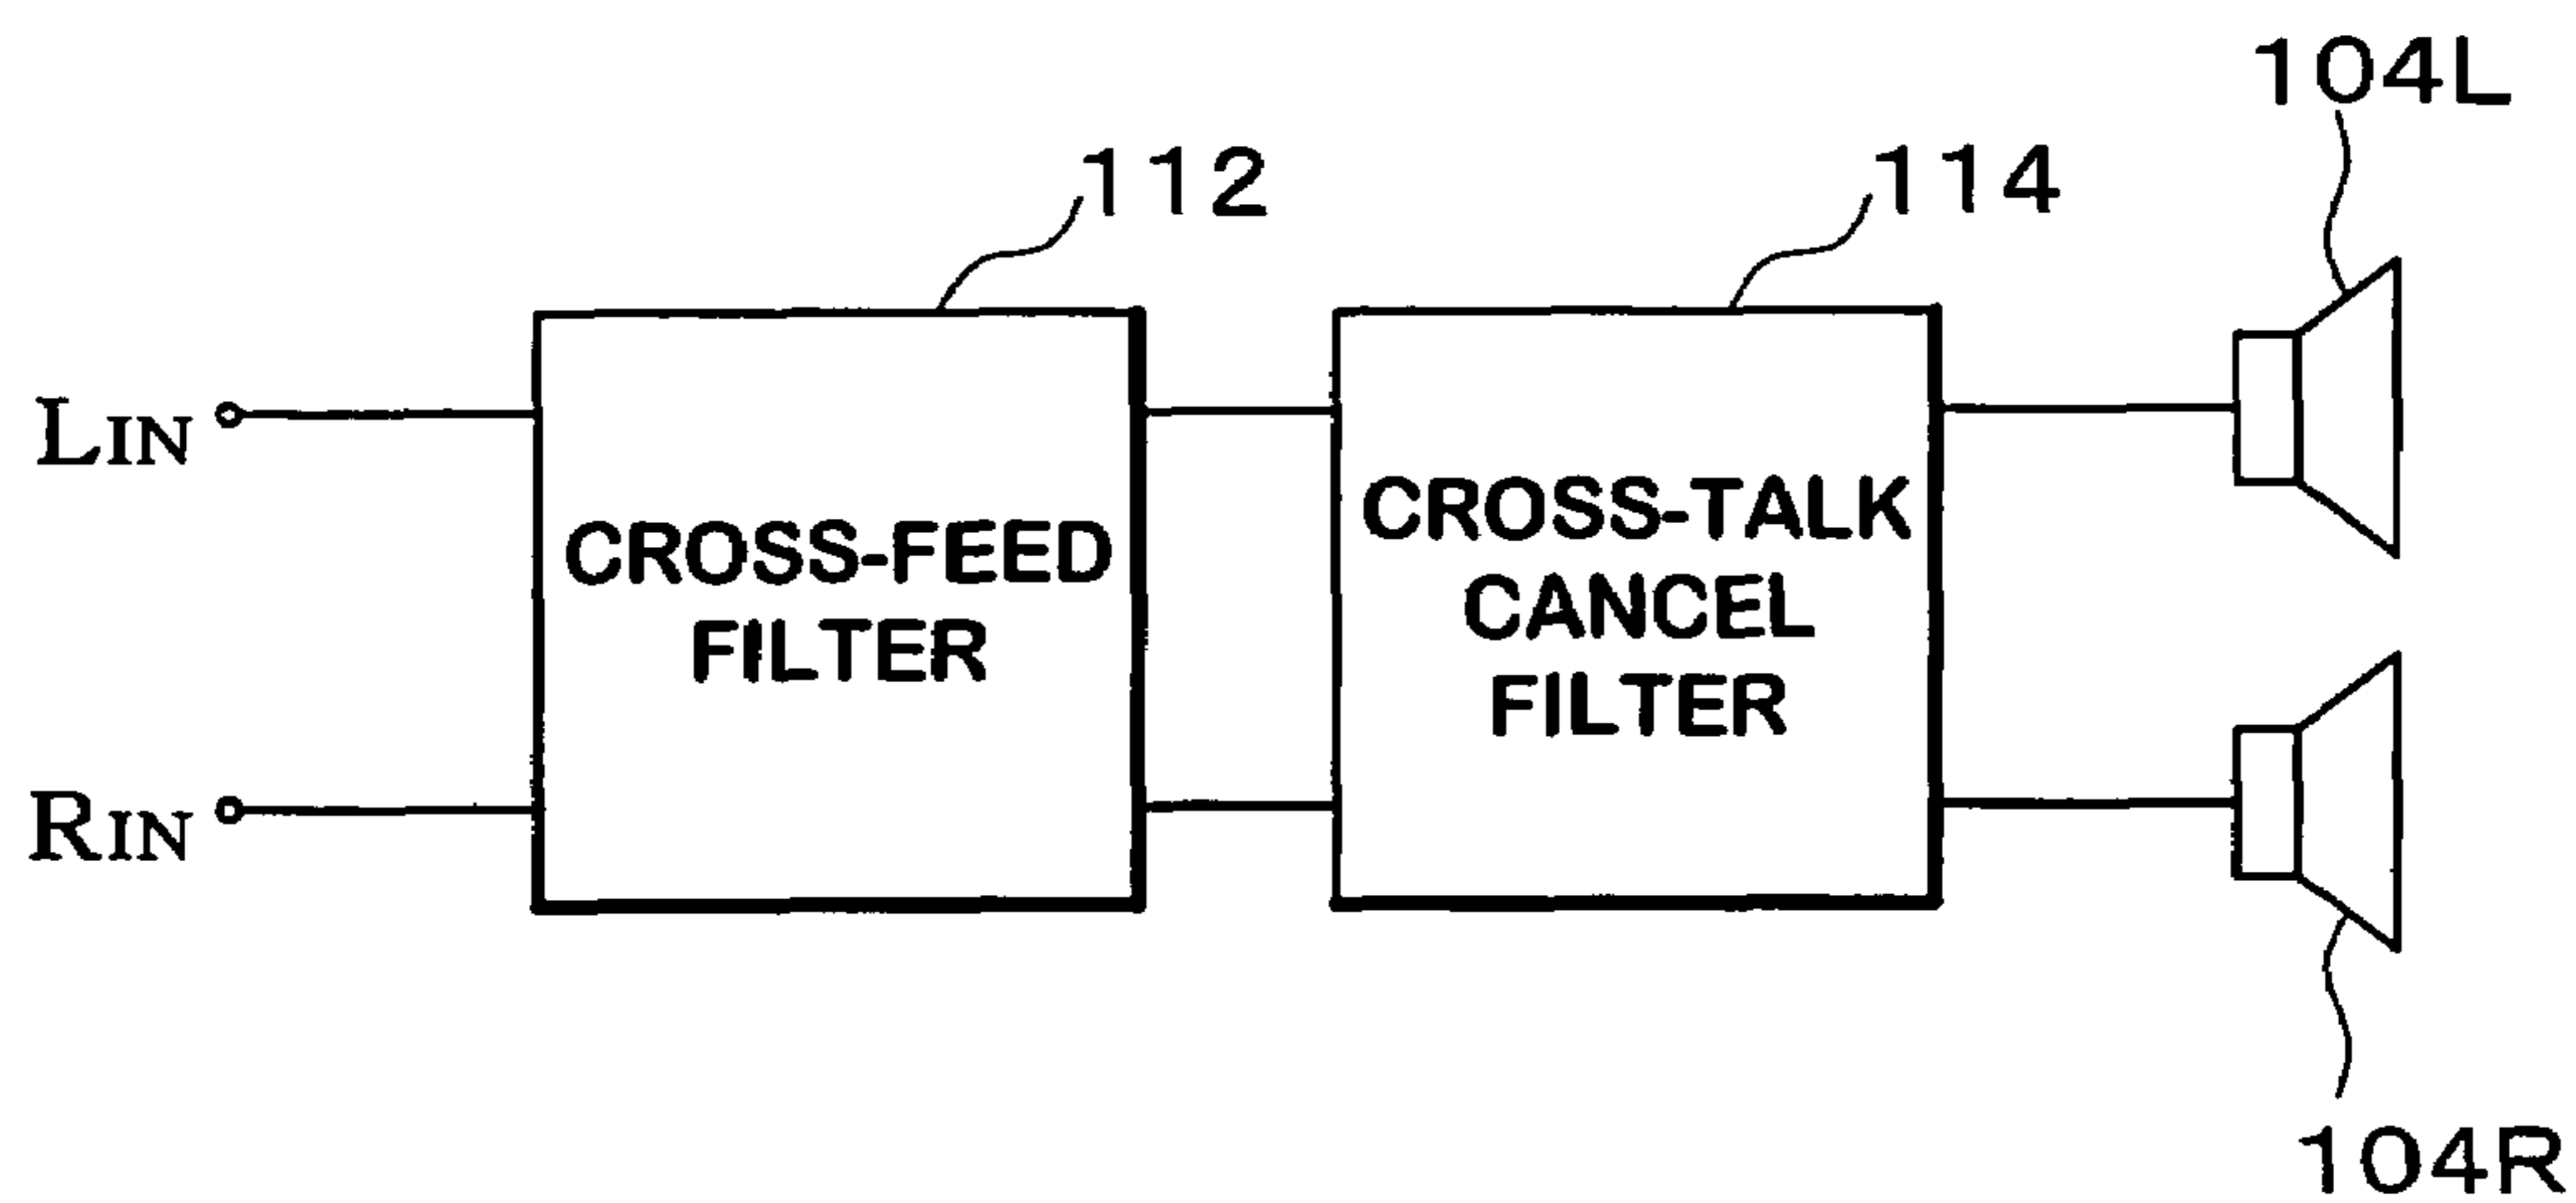 104L
112
114
LIN
CROSS-FEED
FILTER
CROSS-TALK
CANCEL
FILTER
RIN
104R